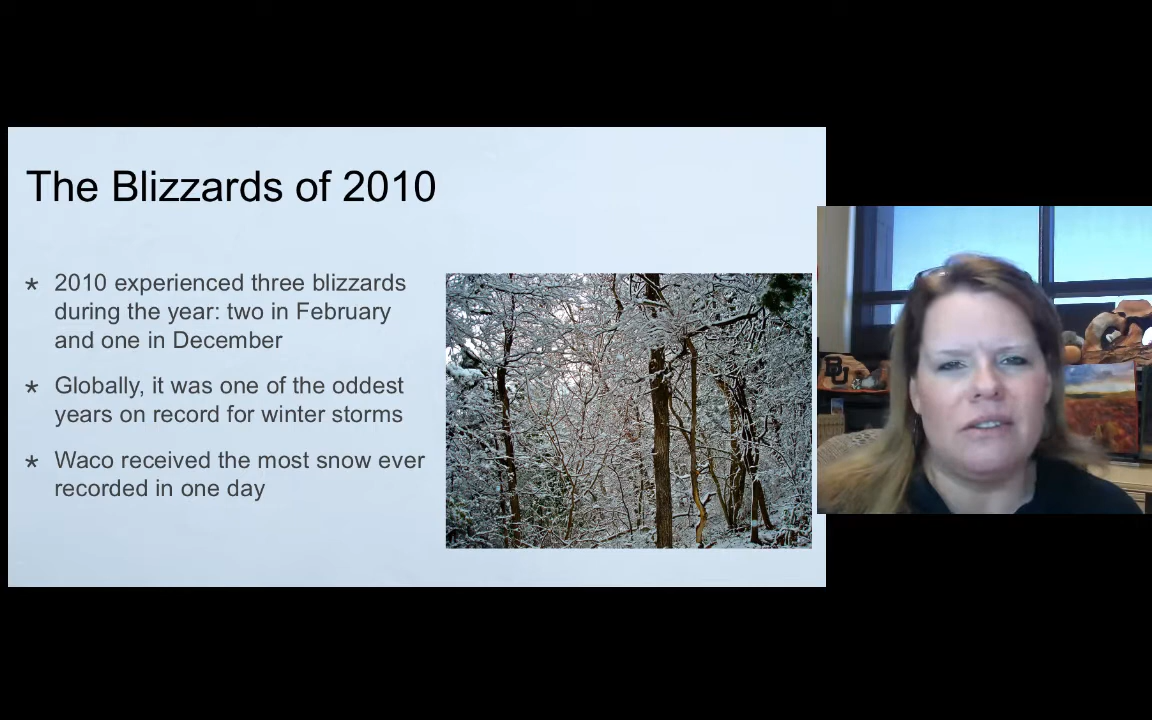 The Blizzards of 2010
* 2010 experienced three blizzards
during the year: two in February
and one in December
* Globally, it was one of the oddest
years on record for winter storms
* Waco received the most snow ever
recorded in one day
BU